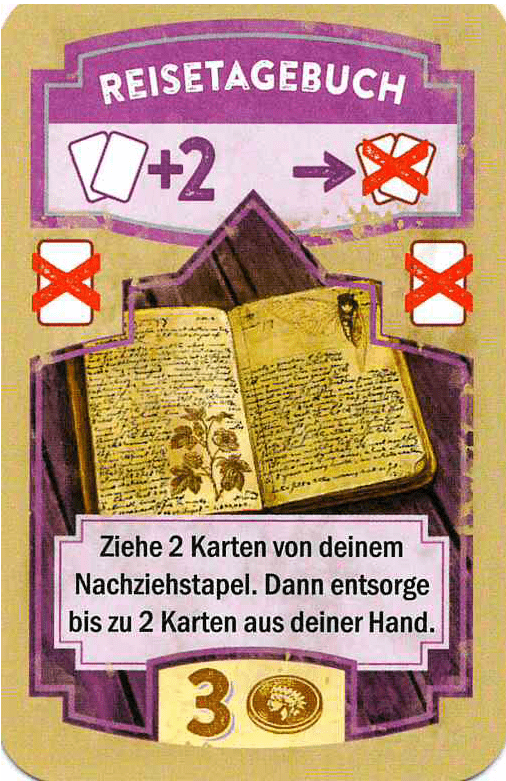 REISETAGEBUCH
+2
Ziehe 2 Karten von deinem
Nachziehstapel. Dann entsorge
bis zu 2 Karten aus deiner Hand.
3